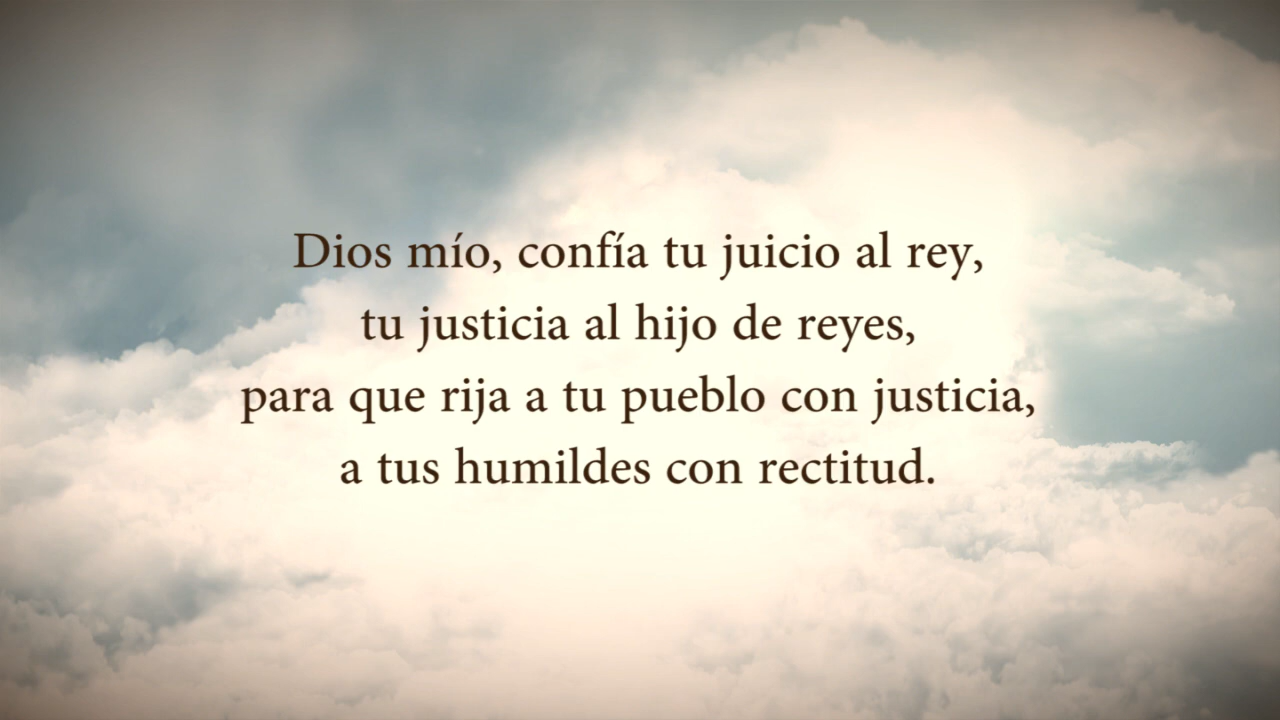 Dios mío, confía tu juicio al rey,
tu justicia al hijo de reyes,
para que rija a tu pueblo con justicia,
a tus humildes con rectitud.